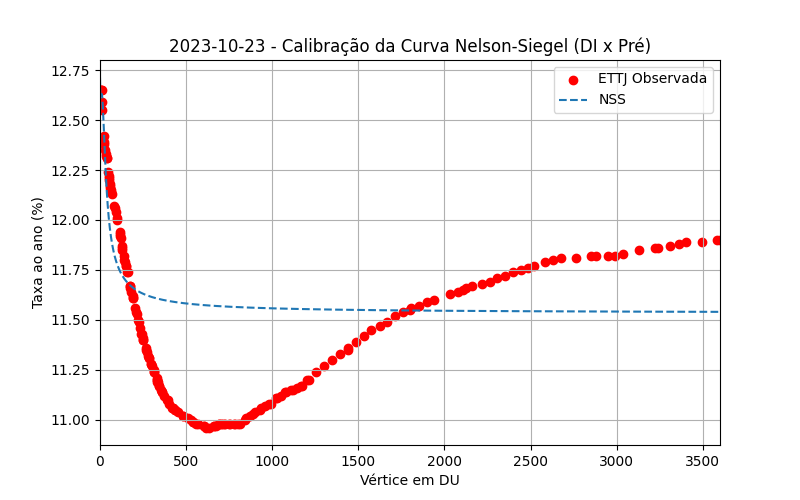 2023-10-23 - Calibração da Curva Nelson-Siegel (DI x Pré)
ETTJ Observada
NSS
Taxa ao ano (%)
12.75
12.50
12.25
12.00
11.75
11.50
11.25
11.00
0 500 1000 1500 2000 2500 3000 3500
Vértice em DU